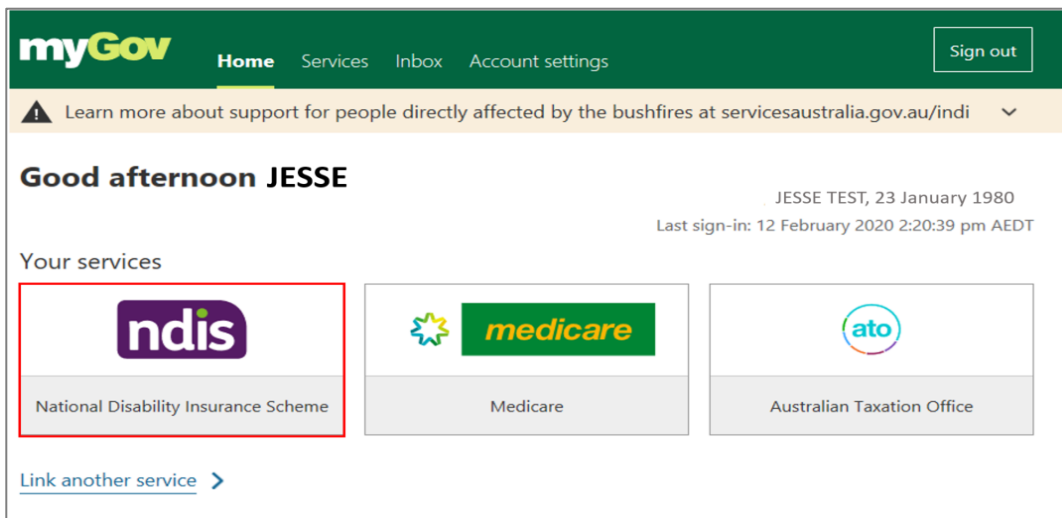 myGov Home Services Inbox Account settings Sign out
Learn more about support for people directly affected by the bushfires at servicesaustralia.gov.au/indi
Good afternoon JESSE
JESSE TEST, 23 January 1980
Last sign-in: 12 February 2020 2:20:39 pm AEDT
Your services
ndis medicare ato
National Disability Insurance Scheme Medicare Australian Taxation Office
Link another service